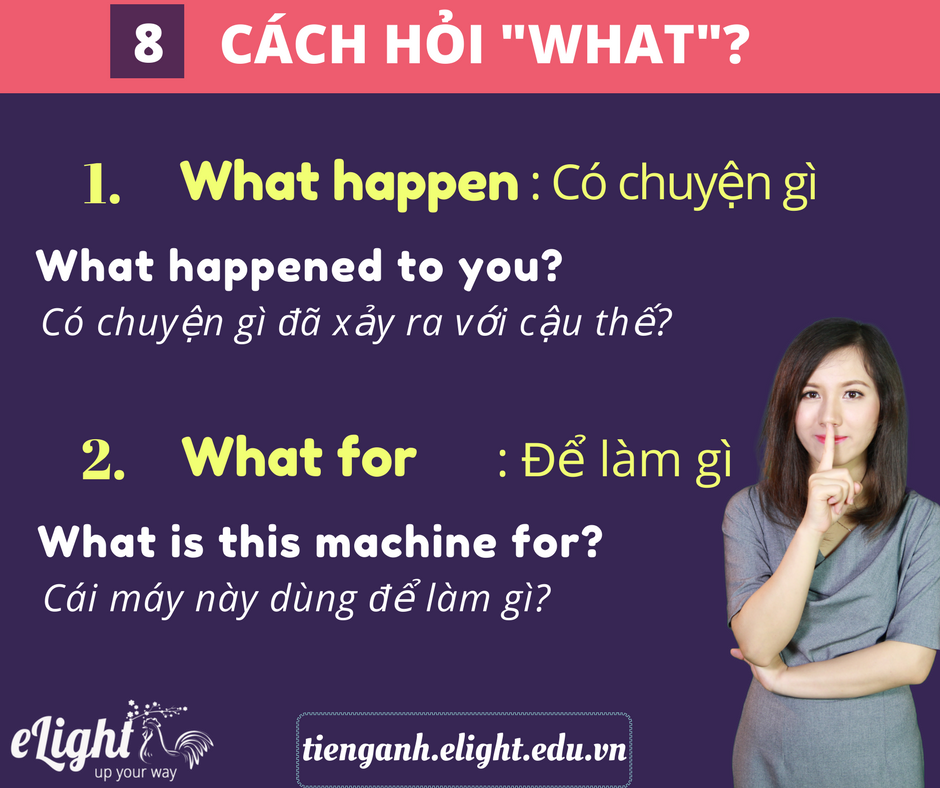 8 CÁCH HỎI "WHAT"?
1. What happen : Có chuyện gì
What happened to you?
Có chuyện gì đã xảy ra với cậu thế?
2. What for : Để làm gì
What is this machine for?
Cái máy này dùng để làm gì?
eLight
up your way
tienganh.elight.edu.vn